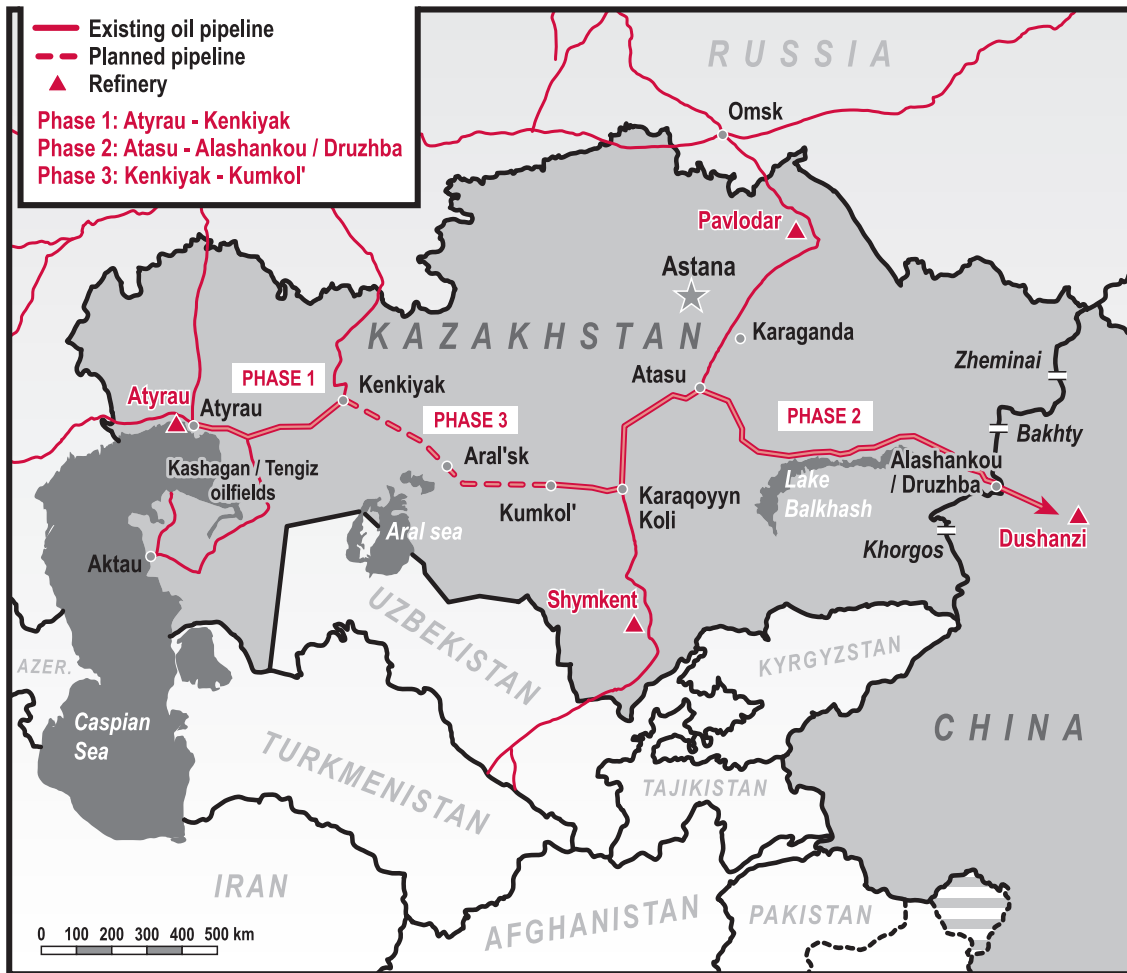 Existing oil pipeline
Planned pipeline
Refinery
Phase 1: Atyrau - Kenkiyak
Phase 2: Atasu - Alashankou / Druzhba
Phase 3: Kenkiyak - Kumkol'
RUSSIA
Omsk
Pavlodar
Astana
KAZAKHSTAN
Karaganda
Zheminai
PHASE 1
Kenkiyak
Atasu
Atyrau
Atyrau
PHASE 3
PHASE 2
Bakhty
Aral'sk
Kashagan / Tengiz
oilfields
Alashankou
/ Druzhba
Lake
Balkhash
Karaqoyyn
Koli
Kumkol'
Aral sea
Khorgos
Dushanzi
Aktau
Shymkent
UZBEKISTAN
KYRGYZSTAN
AZER.
Caspian
Sea
CHINA
TURKMENISTAN
TAJIKISTAN
IRAN
AFGHANISTAN
PAKISTAN
0 100 200 300 400 500 km